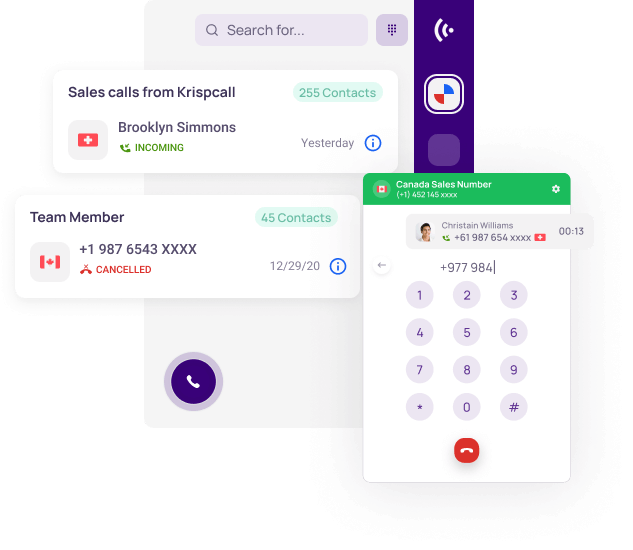 Search for...
Sales calls from Krispcall
255 Contacts
Brooklyn Simmons
INCOMING
Yesterday
Team Member
45 Contacts
+1 987 6543 XXXX
CANCELLED
12/29/20
Canada Sales Number
(+1) 452 145 xxxx
Christain Williams
+61 987 654 xxxx
00:13
+977 984
1 2 3
4 5 6
7 8 9
* 0 #